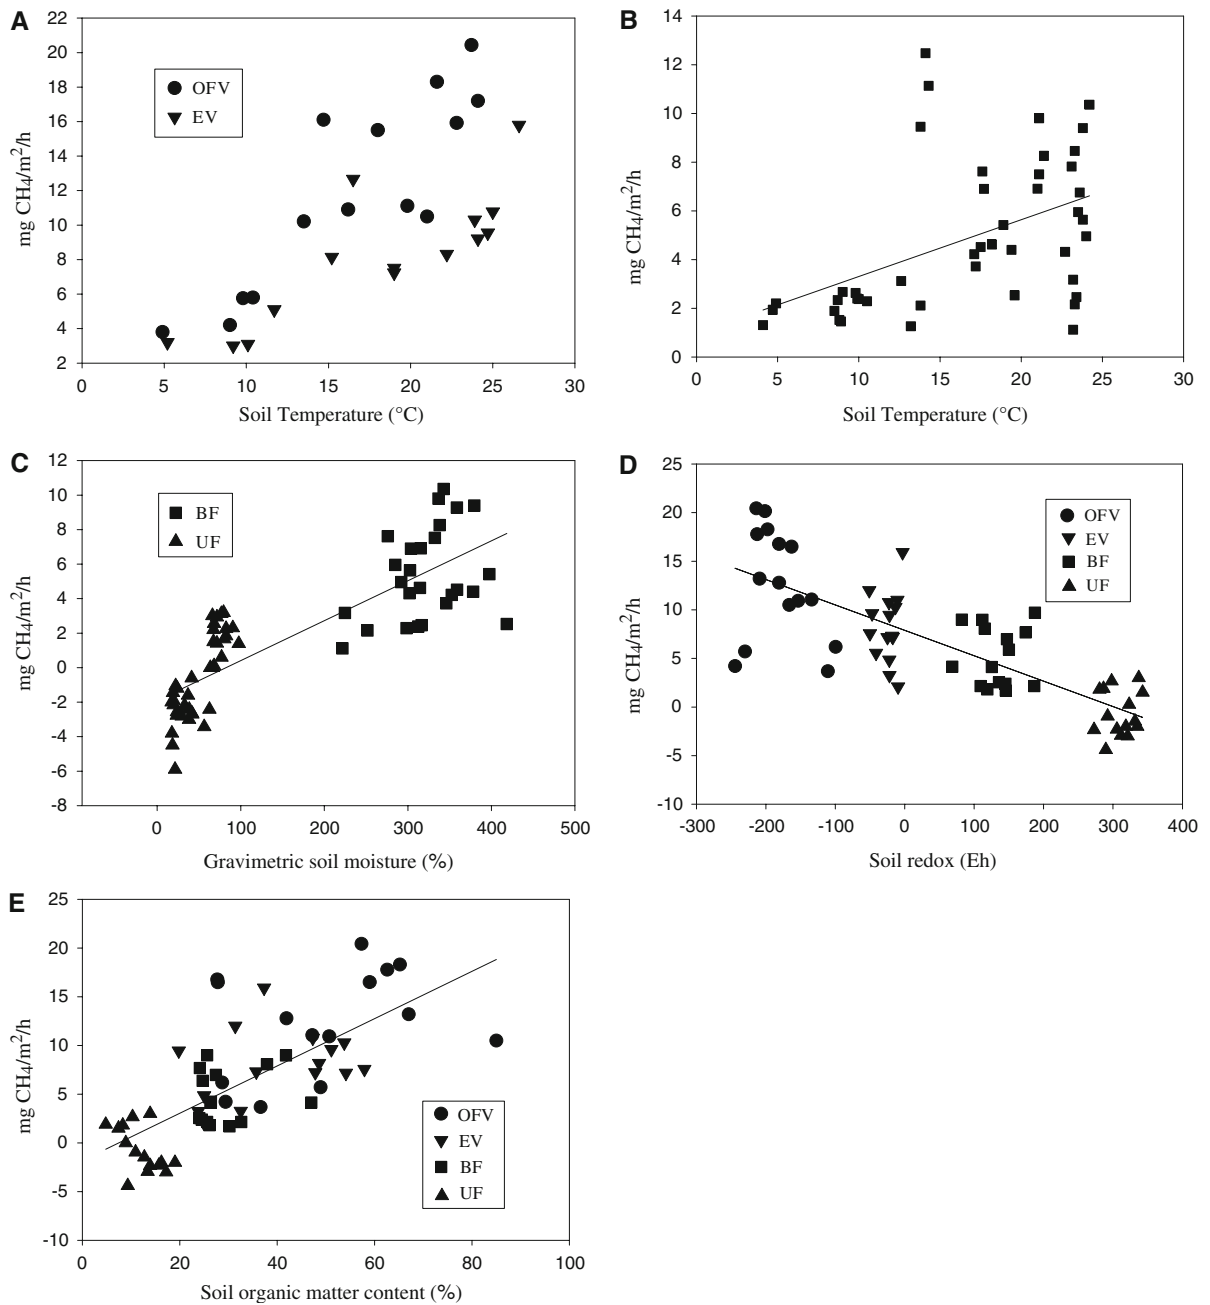 A
mg CH4/m2/h
22
20
18
16
14
12
10
8
6
4
2
OFV
EV
0 5 10 15 20 25 30
Soil Temperature (°C)
B
mg CH4/m2/h
14
12
10
8
6
4
2
0
0 5 10 15 20 25 30
Soil Temperature (°C)
C
mg CH4/m2/h
12
10
8
6
4
2
0
-2
-4
-6
-8
BF
UF
0 100 200 300 400 500
Gravimetric soil moisture (%)
D
mg CH4/m2/h
25
20
15
10
5
0
-5
-10
OFV
EV
BF
UF
-300 -200 -100 0 100 200 300 400
Soil redox (Eh)
E
mg CH4/m2/h
25
20
15
10
5
0
-5
-10
OFV
EV
BF
UF
0 20 40 60 80 100
Soil organic matter content (%)